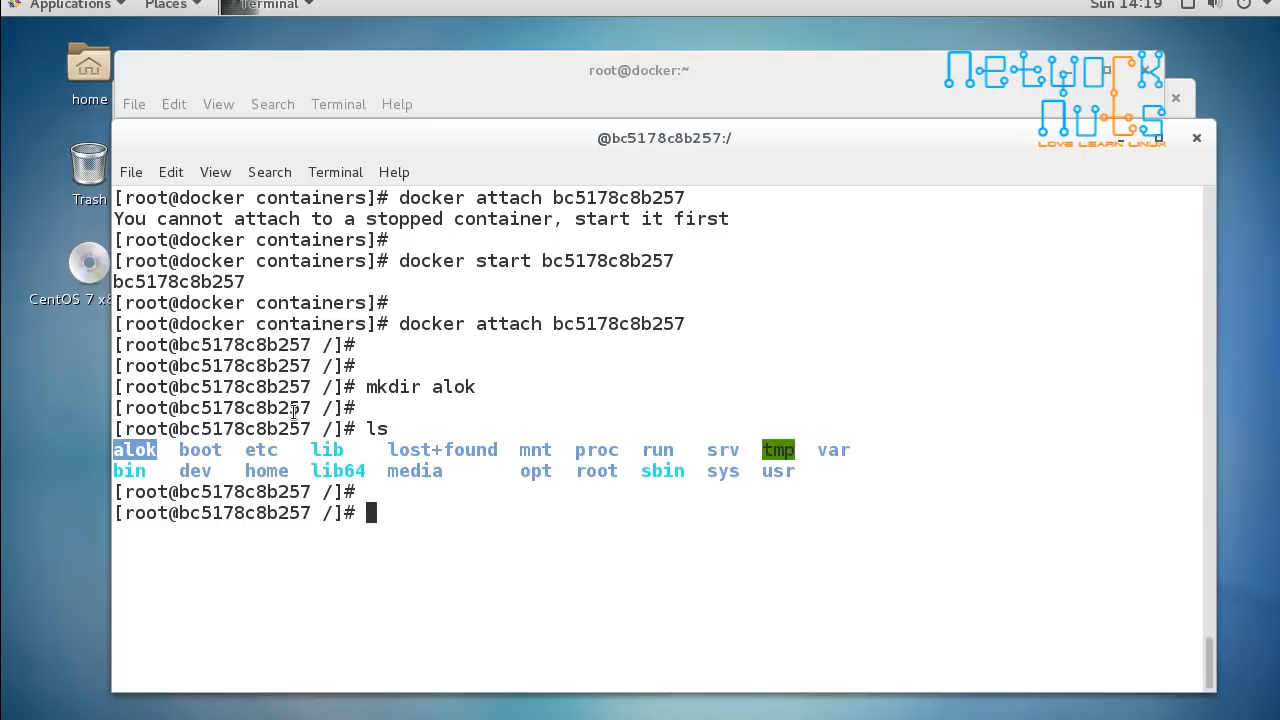 Applications Places Terminal Sun 14:19
home
Trash
CentOS 7 x8
root@docker:~
File Edit View Search Terminal Help
Network
Nuts
LOVE LEARN LINUX
@bc5178c8b257:/
File Edit View Search Terminal Help
[root@docker containers]# docker attach bc5178c8b257
You cannot attach to a stopped container, start it first
[root@docker containers]#
[root@docker containers]# docker start bc5178c8b257
bc5178c8b257
[root@docker containers]#
[root@docker containers]# docker attach bc5178c8b257
[root@bc5178c8b257 /]#
[root@bc5178c8b257 /]#
[root@bc5178c8b257 /]# mkdir alok
[root@bc5178c8b257 /]#
[root@bc5178c8b257 /]# ls
alok boot etc lib lost+found mnt proc run srv tmp var
bin dev home lib64 media opt root sbin sys usr
[root@bc5178c8b257 /]#
[root@bc5178c8b257 /]#